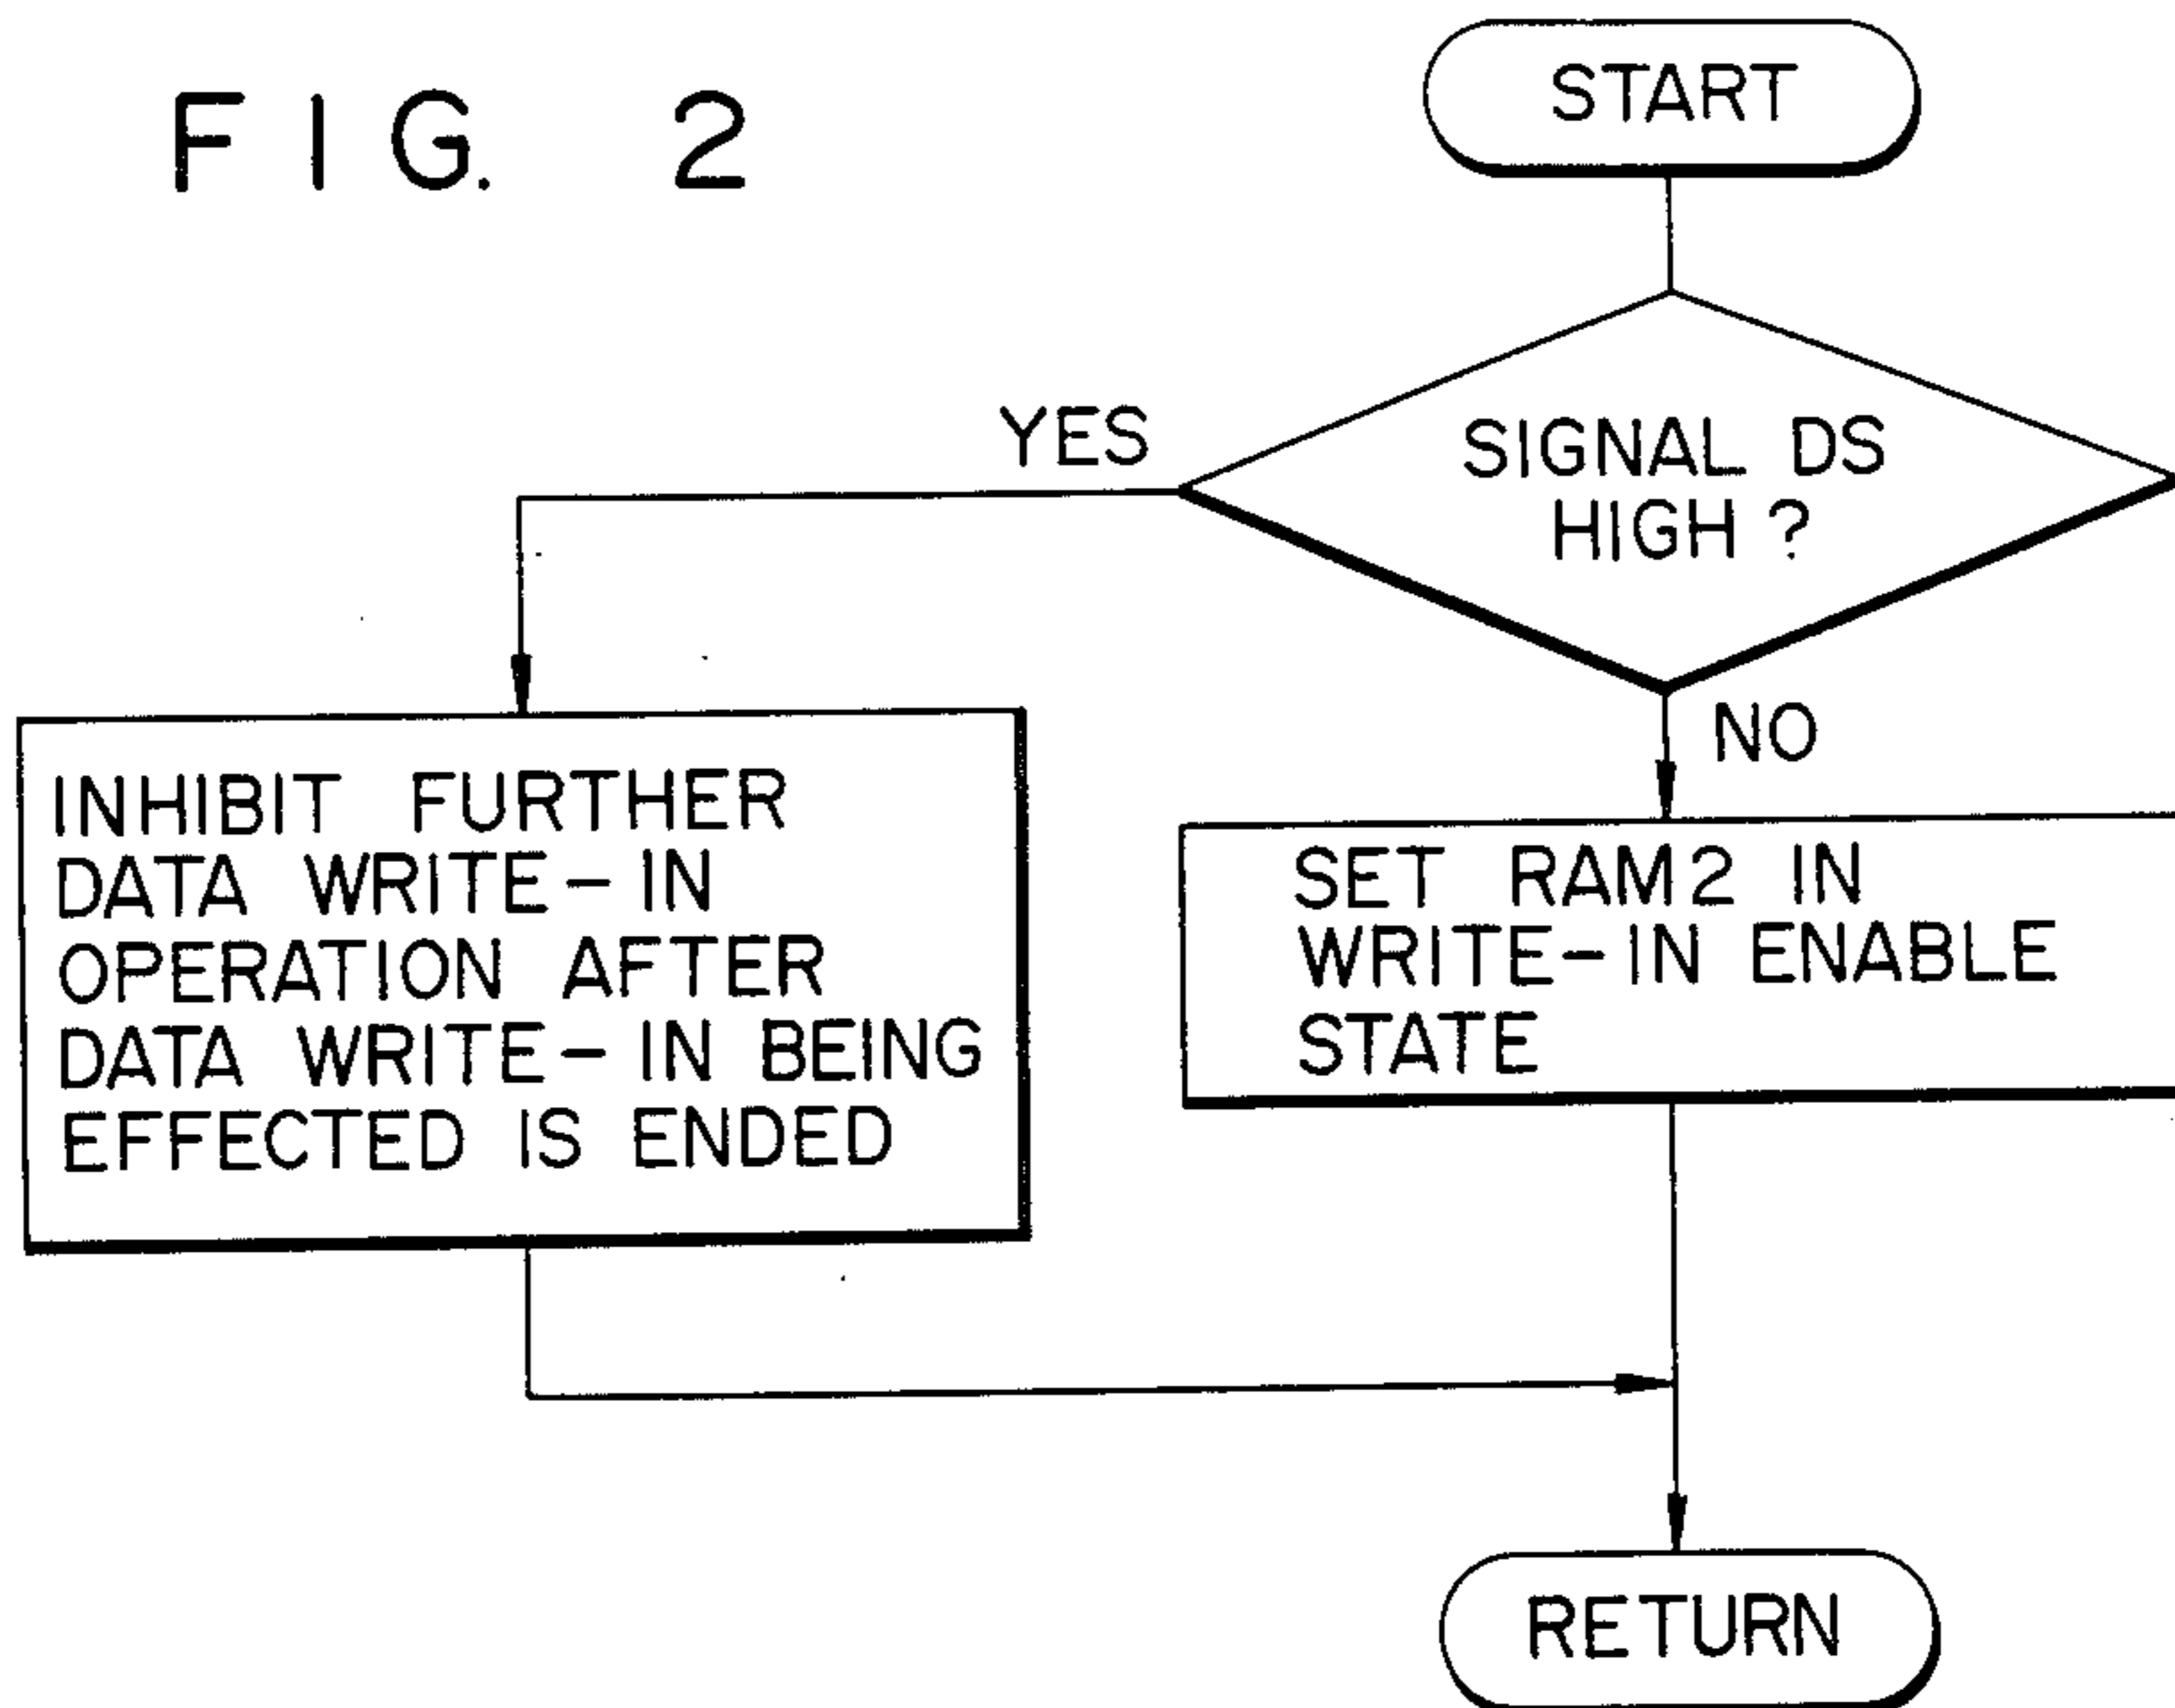 FIG. 2
START
SIGNAL DS
HIGH ?
YES
NO
INHIBIT FURTHER
DATA WRITE-IN
OPERATION AFTER
DATA WRITE-IN BEING
EFFECTED IS ENDED
SET RAM2 IN
WRITE-IN ENABLE
STATE
RETURN